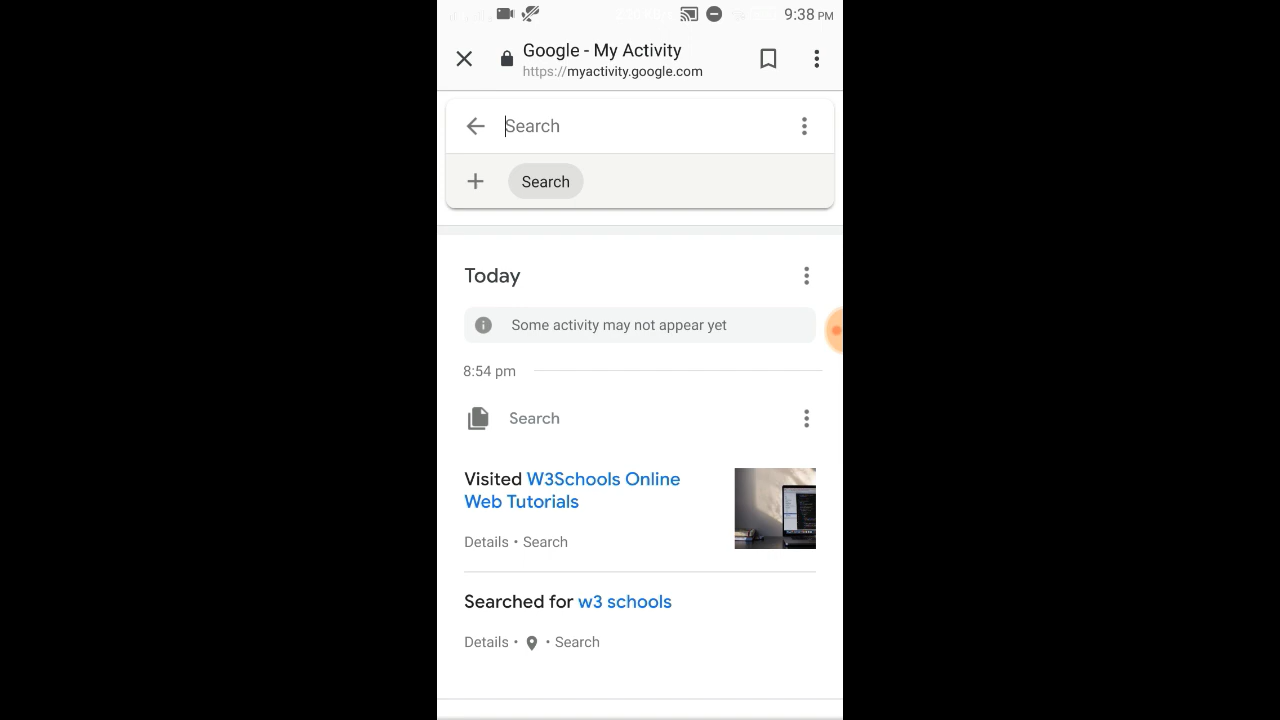 9:38 PM
Google - My Activity
https://myactivity.google.com
Search
Search
Today
Some activity may not appear yet
8:54 pm
Search
Visited W3Schools Online
Web Tutorials
Details • Search
Searched for w3 schools
Details • • Search